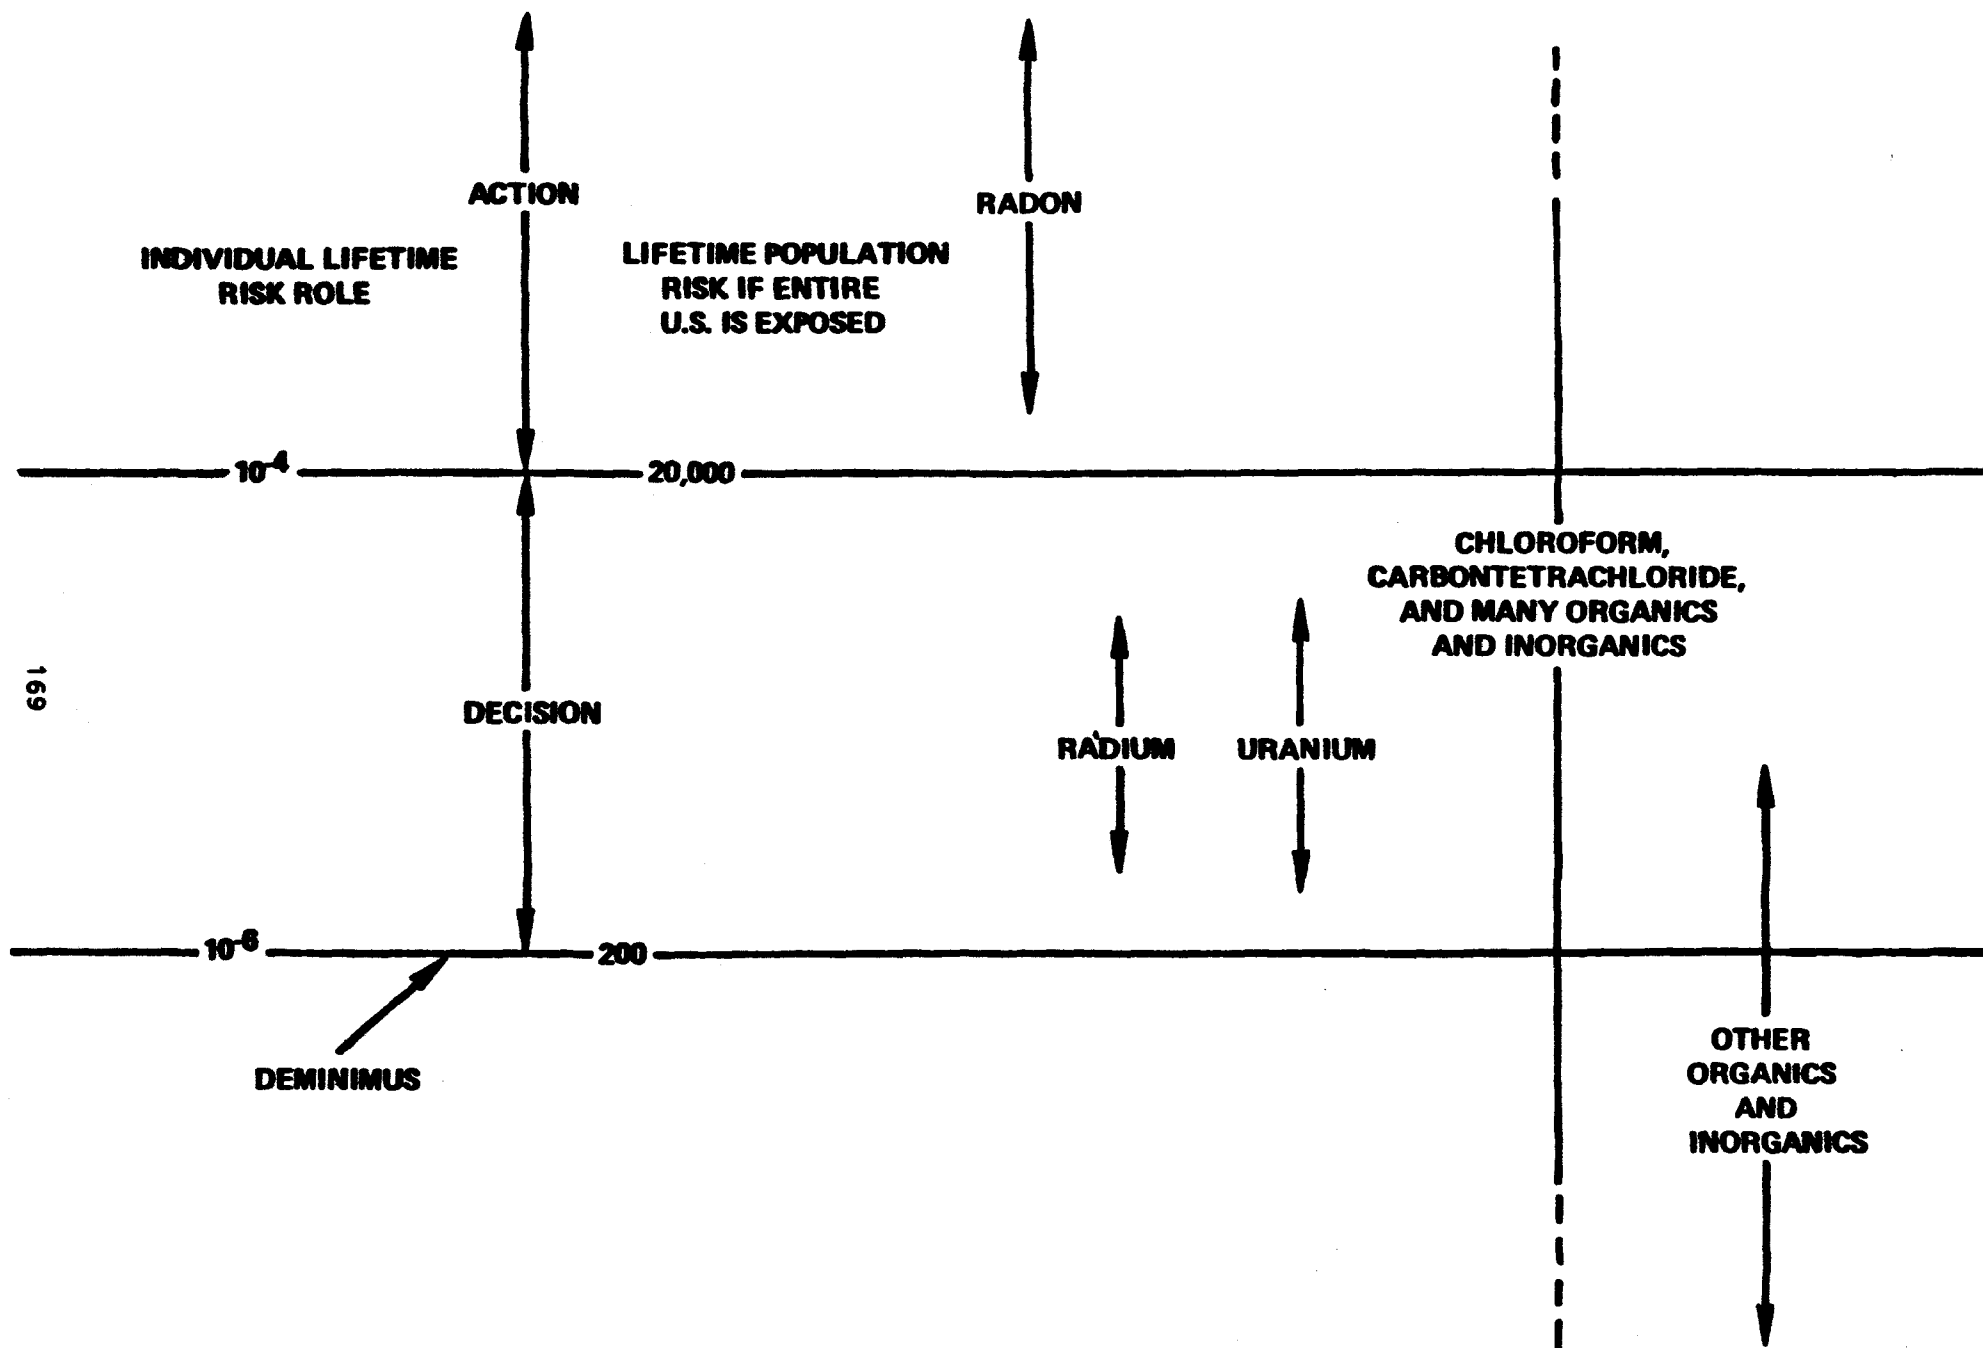 ACTION
RADON
INDIVIDUAL LIFETIME
RISK ROLE
LIFETIME POPULATION
RISK IF ENTIRE
U.S. IS EXPOSED
10⁻⁴
20,000
CHLOROFORM,
CARBONTETRACHLORIDE,
AND MANY ORGANICS
AND INORGANICS
169
DECISION
RADIUM
URANIUM
10⁻⁶
200
DEMINIMUS
OTHER
ORGANICS
AND
INORGANICS